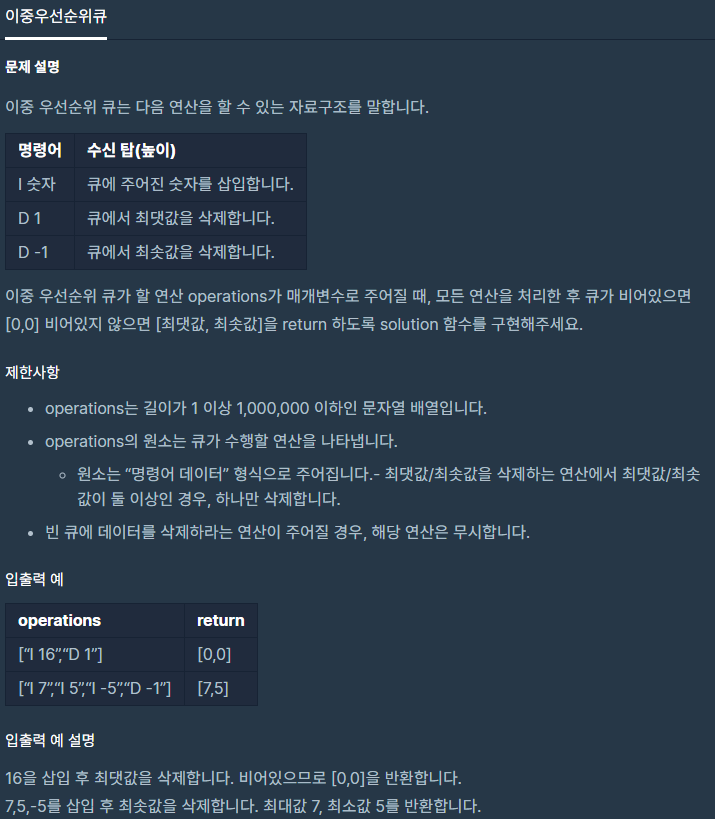 이중우선순위큐
문제 설명
이중 우선순위 큐는 다음 연산을 할 수 있는 자료구조를 말합니다.
명령어 수신 탑(높이)
I 숫자 큐에 주어진 숫자를 삽입합니다.
D 1 큐에서 최댓값을 삭제합니다.
D -1 큐에서 최솟값을 삭제합니다.
이중 우선순위 큐가 할 연산 operations가 매개변수로 주어질 때, 모든 연산을 처리한 후 큐가 비어있으면
[0,0] 비어있지 않으면 [최댓값, 최솟값]을 return 하도록 solution 함수를 구현해주세요.
제한사항
• operations는 길이가 1 이상 1,000,000 이하인 문자열 배열입니다.
• operations의 원소는 큐가 수행할 연산을 나타냅니다.
◦ 원소는 “명령어 데이터” 형식으로 주어집니다.- 최댓값/최솟값을 삭제하는 연산에서 최댓값/최솟
값이 둘 이상인 경우, 하나만 삭제합니다.
• 빈 큐에 데이터를 삭제하라는 연산이 주어질 경우, 해당 연산은 무시합니다.
입출력 예
operations return
[“I 16”,“D 1”] [0,0]
[“I 7”,“I 5”,“I -5”,“D -1”] [7,5]
입출력 예 설명
16을 삽입 후 최댓값을 삭제합니다. 비어있으므로 [0,0]을 반환합니다.
7,5,-5를 삽입 후 최솟값을 삭제합니다. 최대값 7, 최소값 5를 반환합니다.